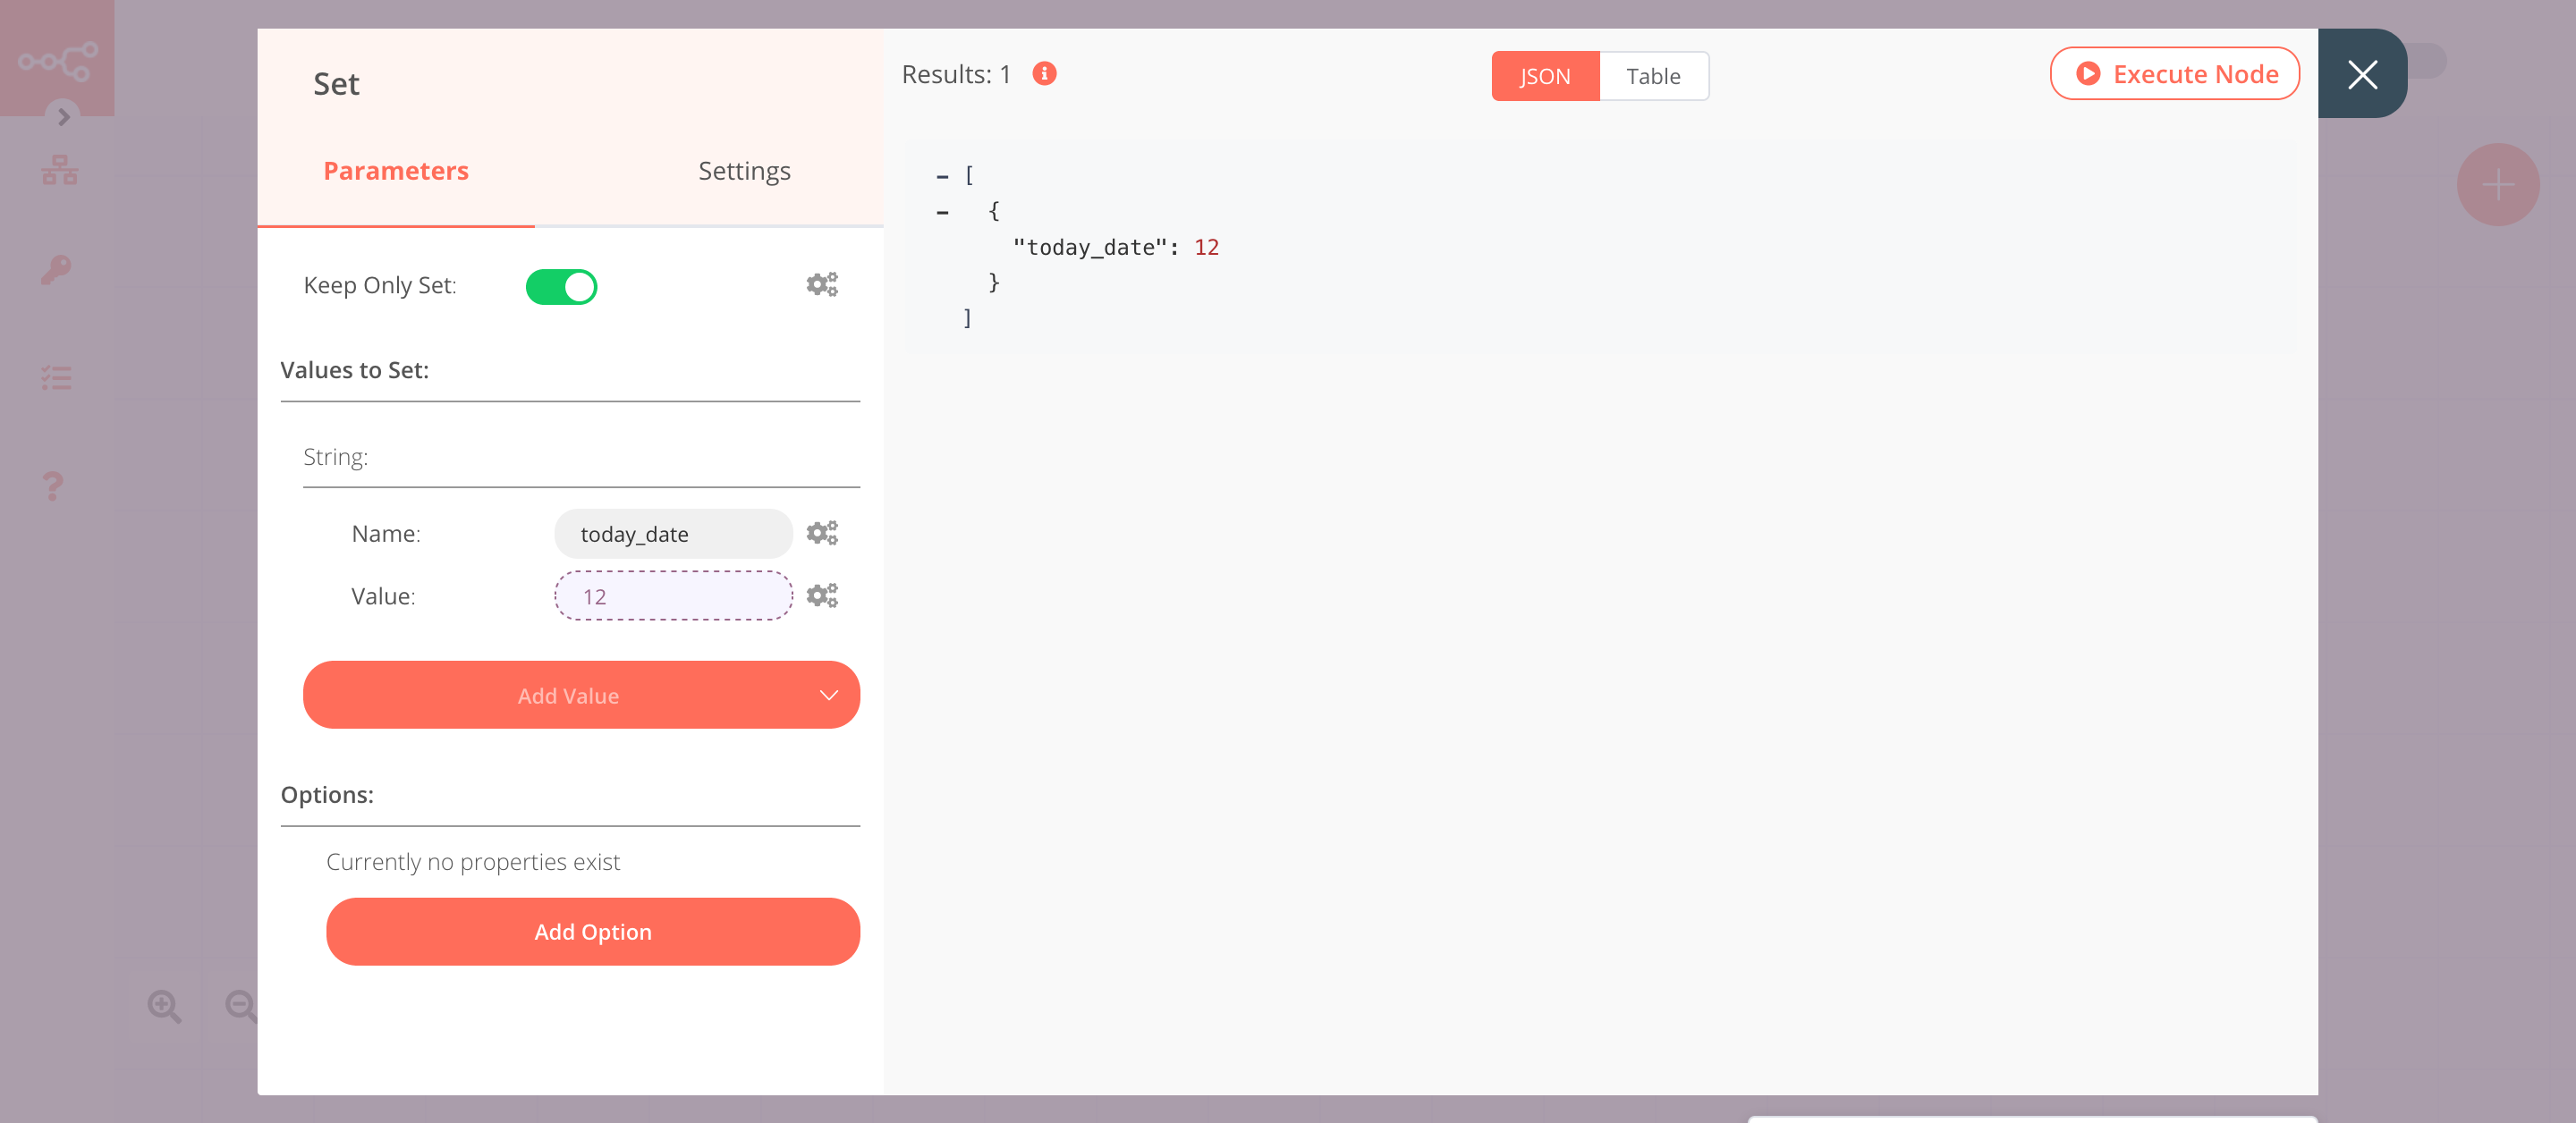 Set
Parameters
Settings
Keep Only Set:
Values to Set:
String:
Name:
today_date
Value:
12
Add Value
Options:
Currently no properties exist
Add Option
Results: 1
JSON
Table
Execute Node
- [
- {
"today_date": 12
}
]